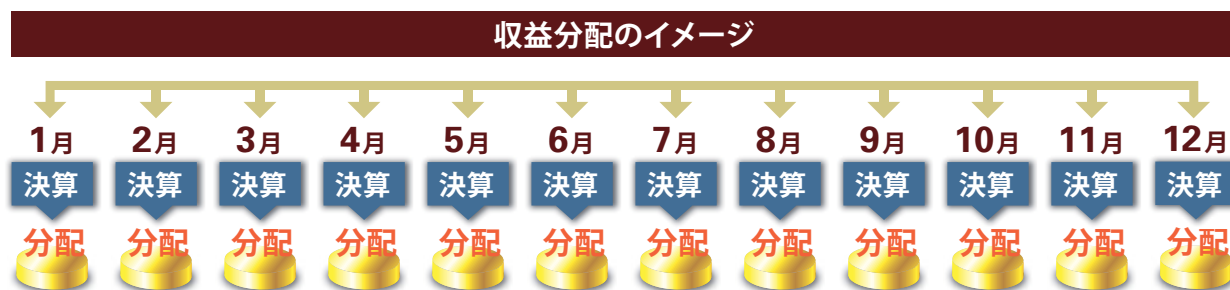 収益分配のイメージ
1月 2月 3月 4月 5月 6月 7月 8月 9月 10月 11月 12月
決算 決算 決算 決算 決算 決算 決算 決算 決算 決算 決算 決算
分配 分配 分配 分配 分配 分配 分配 分配 分配 分配 分配 分配